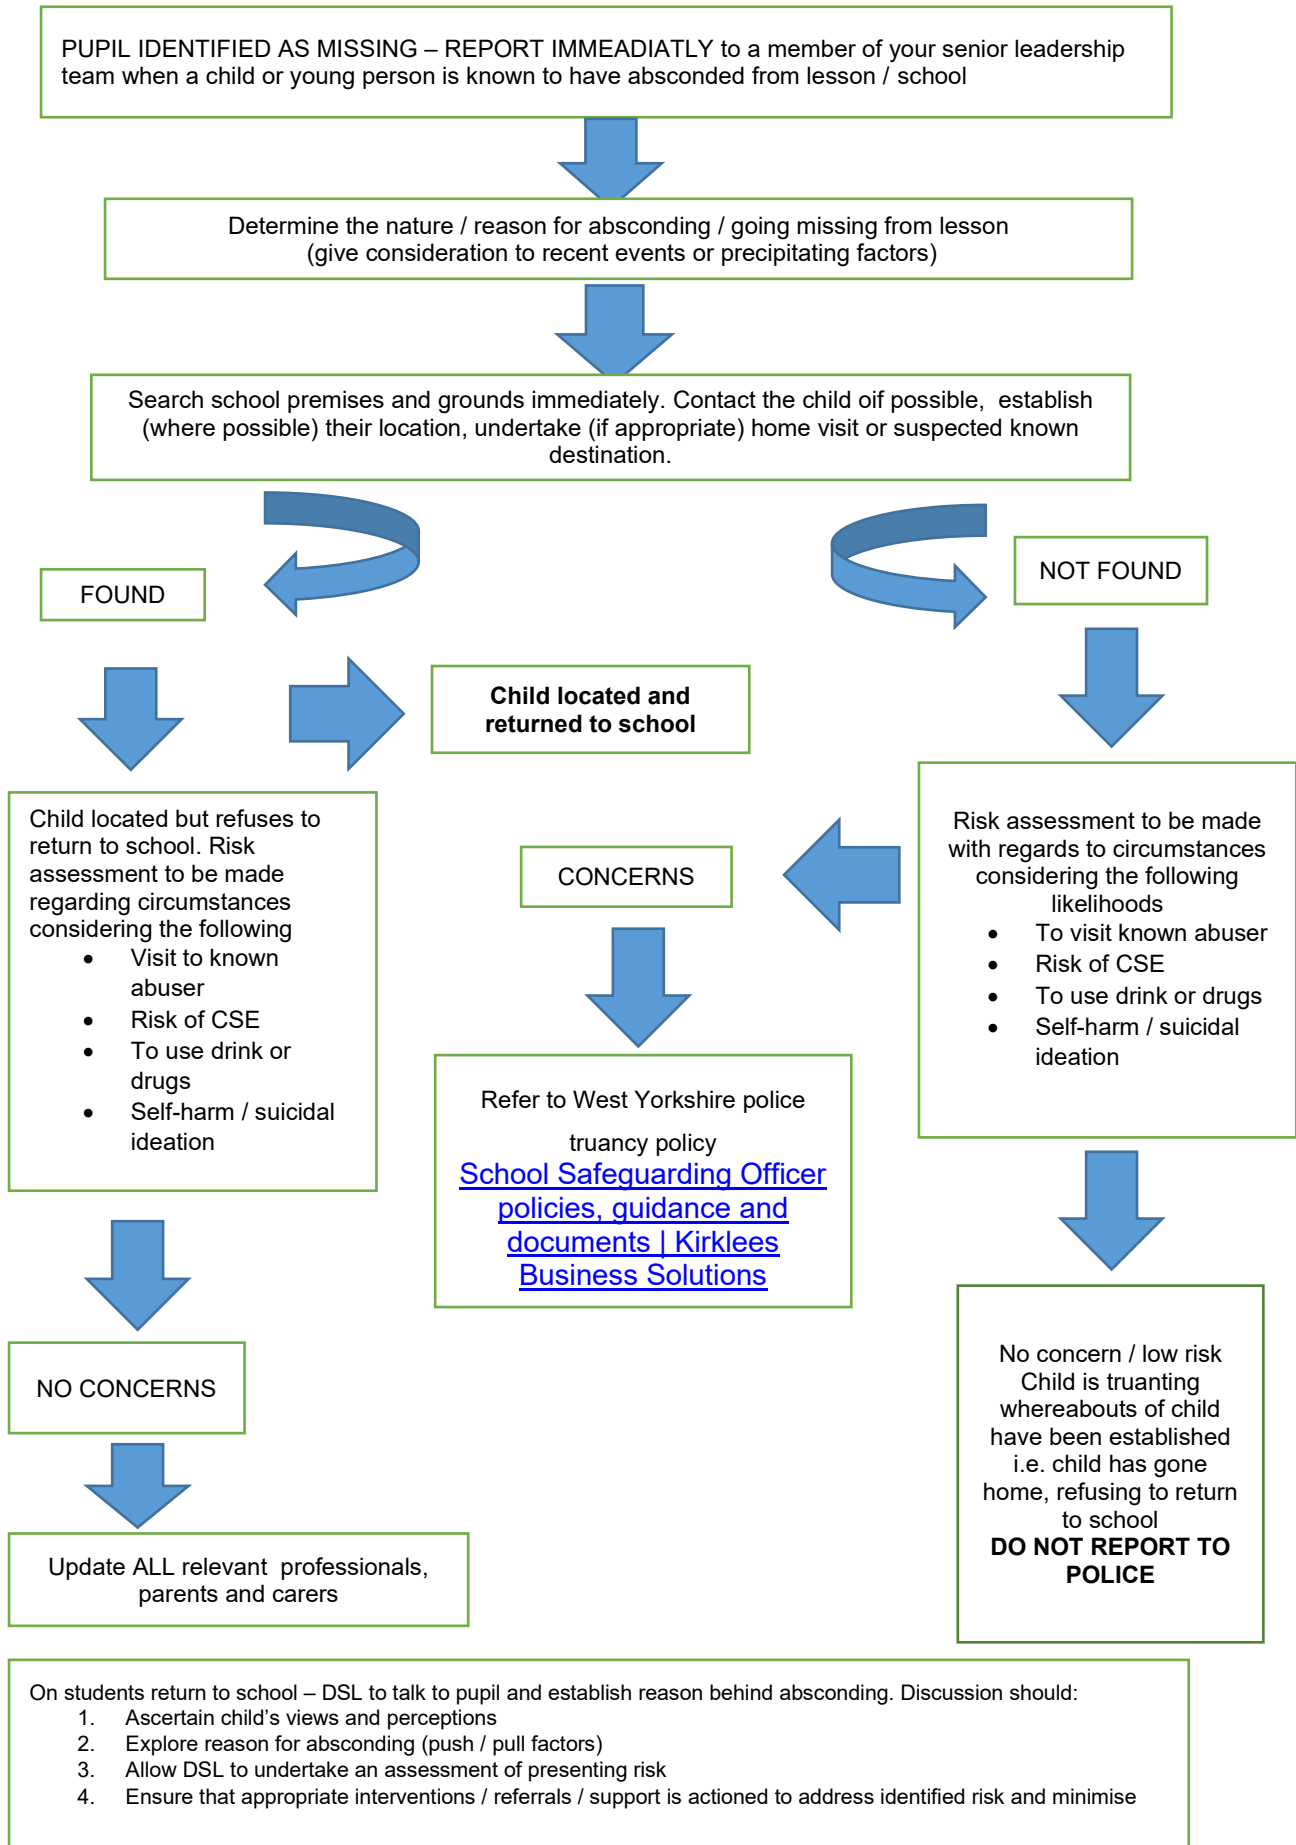 PUPIL IDENTIFIED AS MISSING – REPORT IMMEADIATLY to a member of your senior leadership
team when a child or young person is known to have absconded from lesson / school
Determine the nature / reason for absconding / going missing from lesson
(give consideration to recent events or precipitating factors)
Search school premises and grounds immediately. Contact the child oif possible, establish
(where possible) their location, undertake (if appropriate) home visit or suspected known
destination.
FOUND
NOT FOUND
Child located and
returned to school
Child located but refuses to
return to school. Risk
assessment to be made
regarding circumstances
considering the following
• Visit to known
abuser
• Risk of CSE
• To use drink or
drugs
• Self-harm / suicidal
ideation
CONCERNS
Risk assessment to be made
with regards to circumstances
considering the following
likelihoods
• To visit known abuser
• Risk of CSE
• To use drink or drugs
• Self-harm / suicidal
ideation
Refer to West Yorkshire police
truancy policy
School Safeguarding Officer
policies, guidance and
documents | Kirklees
Business Solutions
NO CONCERNS
No concern / low risk
Child is truanting
whereabouts of child
have been established
i.e. child has gone
home, refusing to return
to school
DO NOT REPORT TO
POLICE
Update ALL relevant professionals,
parents and carers
On students return to school – DSL to talk to pupil and establish reason behind absconding. Discussion should:
1. Ascertain child’s views and perceptions
2. Explore reason for absconding (push / pull factors)
3. Allow DSL to undertake an assessment of presenting risk
4. Ensure that appropriate interventions / referrals / support is actioned to address identified risk and minimise